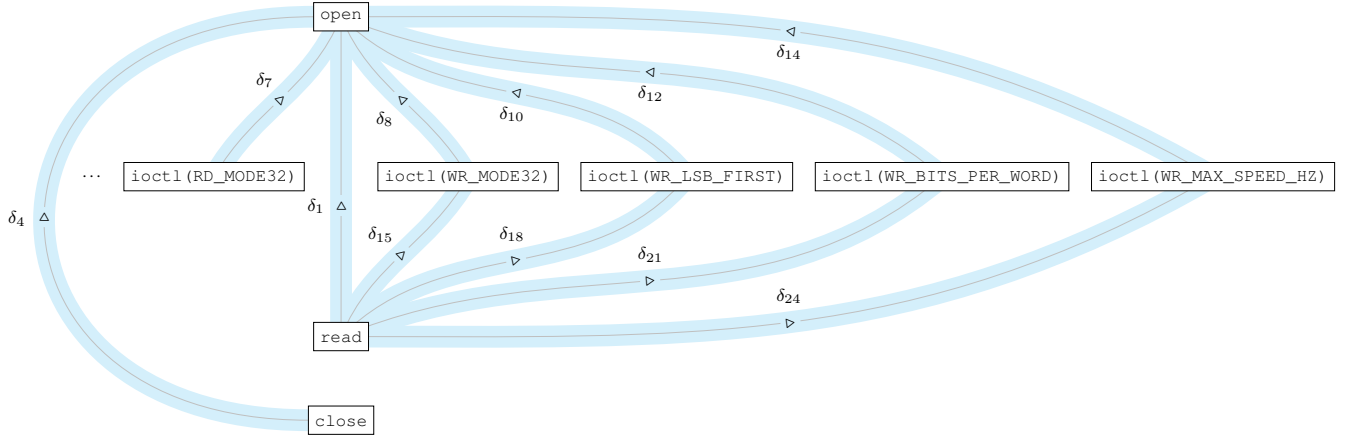 open
δ14
δ7
δ12
δ10
δ8
... ioctl(RD_MODE32) ioctl(WR_MODE32) ioctl(WR_LSB_FIRST) ioctl(WR_BITS_PER_WORD) ioctl(WR_MAX_SPEED_HZ)
δ4 δ1
δ15 δ18
δ21
δ24
read
close